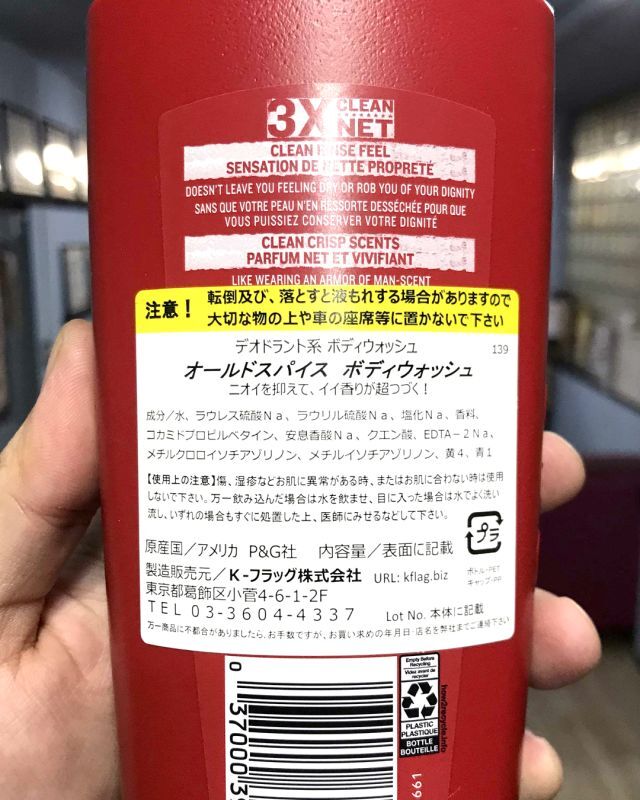 3X CLEAN
NET
CLEAN RINSE FEEL
SENSATION DE NETTE PROPRETÉ
DOESN'T LEAVE YOU FEELING DRY OR ROB YOU OF YOUR DIGNITY
SANS QUE VOTRE PEAU N'EN RESSORTE DESSÉCHÉE POUR QUE
VOUS PUISSIEZ CONSERVER VOTRE DIGNITÉ
CLEAN CRISP SCENTS
PARFUM NET ET VIVIFIANT
LIKE WEARING AN ARMOR OF MAN-SCENT
注意！ 転倒及び、落とすと液もれする場合がありますので
大切な物の上や車の座席等に置かないで下さい
デオドラント系 ボディウォッシュ 139
オールドスパイス ボディウォッシュ
ニオイを抑えて、イイ香りが超つづく！
成分／水、ラウレス硫酸Ｎａ、ラウリル硫酸Ｎａ、塩化Ｎａ、香料、
コカミドプロピルベタイン、安息香酸Ｎａ、クエン酸、EDTA－２Ｎａ、
メチルクロロイソチアゾリノン、メチルイソチアゾリノン、黄４、青１
【使用上の注意】傷、湿疹などお肌に異常がある時、またはお肌に合わない時は使用
しないで下さい。万一飲み込んだ場合は水を飲ませ、目に入った場合は水でよく洗い
流し、いずれの場合もすぐに処置した上、医師にみせるなどして下さい。
プラ
原産国／アメリカ P&G社 内容量／表面に記載
ボトル-PET
キャップ-PP
製造販売元／K-フラッグ株式会社 URL: kflag.biz
東京都葛飾区小菅4-6-1-2F
TEL 03-3604-4337 Lot No. 本体に記載
万一商品に不都合がありましたら、お手数ですが、お買い求めの年月日・店名を弊社までご連絡下さい
Empty Before
Recycling
Videz avant de
recycler
PLASTIC
PLASTIQUE
BOTTLE
BOUTEILLE
how2recycle.info
0 37000 3